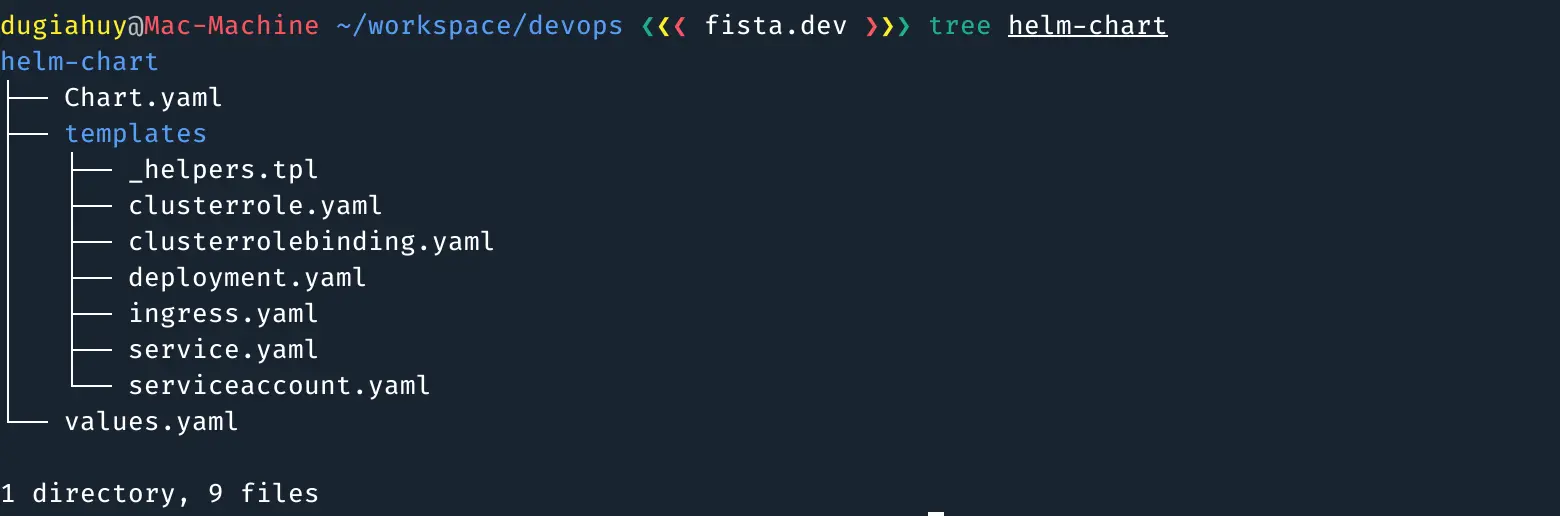 dugiahuy@Mac-Machine ~/workspace/devops ❮❮❮ fista.dev ❯❯❯ tree helm-chart
helm-chart
├── Chart.yaml
├── templates
│   ├── _helpers.tpl
│   ├── clusterrole.yaml
│   ├── clusterrolebinding.yaml
│   ├── deployment.yaml
│   ├── ingress.yaml
│   ├── service.yaml
│   └── serviceaccount.yaml
└── values.yaml
1 directory, 9 files